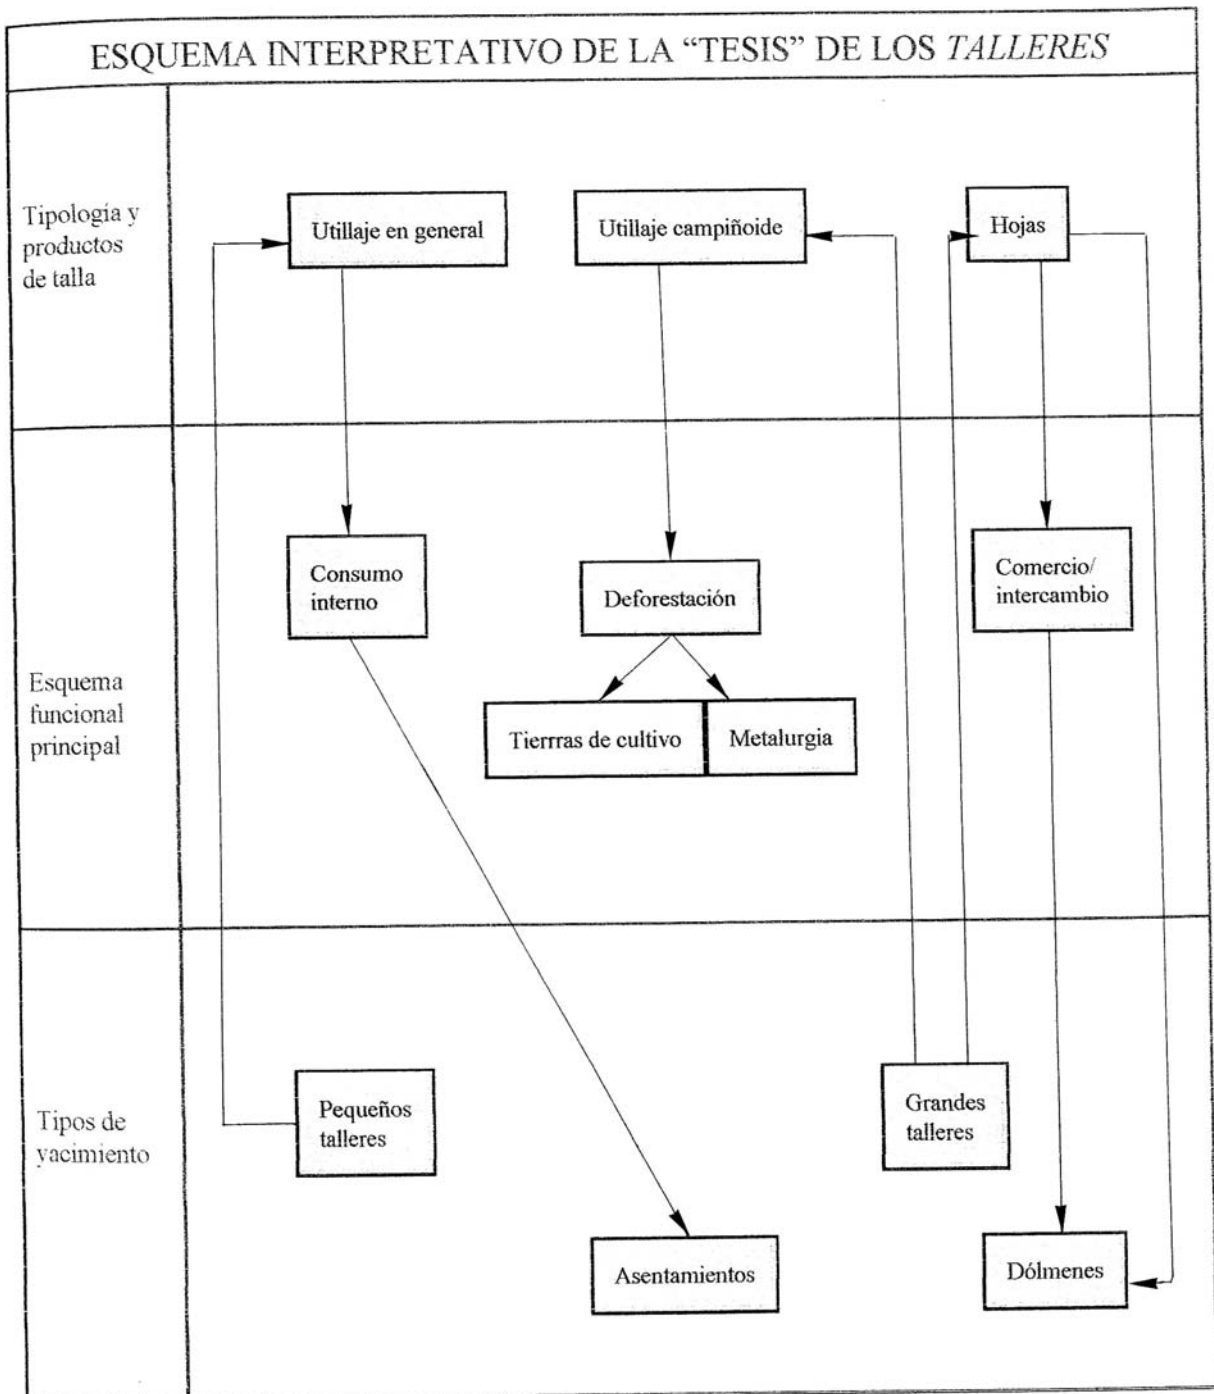 ESQUEMA INTERPRETATIVO DE LA “TESIS” DE LOS TALLERES
Tipología y
productos
de talla
Utillaje en general
Utillaje campiñoide
Hojas
Esquema
funcional
principal
Consumo
interno
Deforestación
Comercio/
intercambio
Tierrras de cultivo
Metalurgia
Tipos de
yacimiento
Pequeños
talleres
Grandes
talleres
Asentamientos
Dólmenes